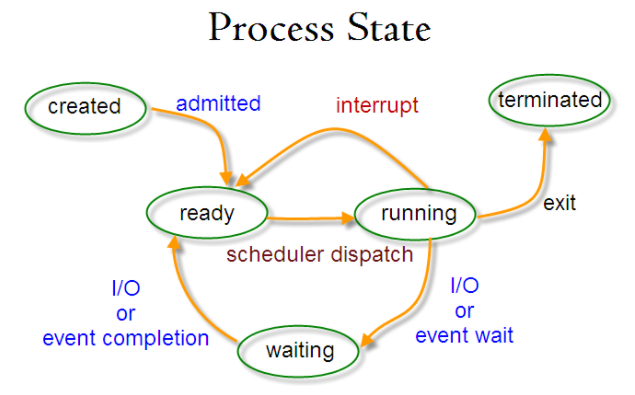 Process State
created
admitted
interrupt
terminated
ready
running
exit
scheduler dispatch
I/O
or
event completion
I/O
or
event wait
waiting